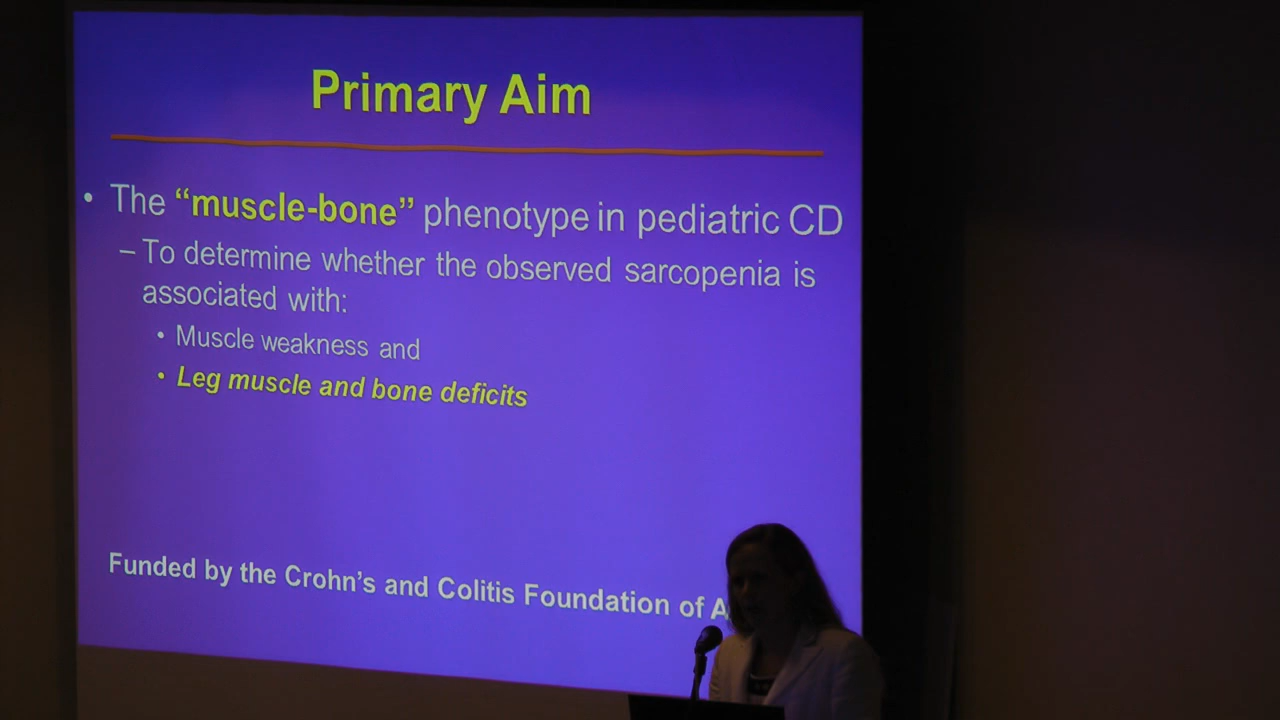 Primary Aim
• The “muscle-bone” phenotype in pediatric CD
– To determine whether the observed sarcopenia is
associated with:
• Muscle weakness and
• Leg muscle and bone deficits
Funded by the Crohn’s and Colitis Foundation of